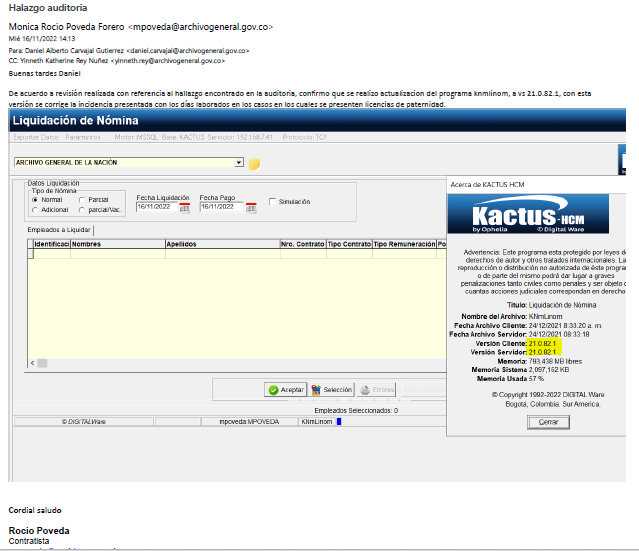 Halazgo auditoria
Monica Rocio Poveda Forero <mpoveda@archivogeneral.gov.co>
Mié 16/11/2022 14:13
Para: Daniel Alberto Carvajal Gutierrez <daniel.carvajal@archivogeneral.gov.co>
CC: Yinneth Katherine Rey Nuñez <yinneth.rey@archivogeneral.gov.co>
Buenas tardes Daniel
De acuerdo a revisión realizada con referencia al hallazgo encontrado en la auditoria, confirmo que se realizo actualizacion del programa knmlinom, a vs 21.0.82.1, con esta
versión se corrige la incidencia presentada con los días laborados en los casos en los cuales se presenten licencias de paternidad.
Liquidación de Nómina
Exportar Datos Parámetros Motor:MSSQL Base: KACTUS Servidor: 192.168.7.41 Protocolo: TCP
ARCHIVO GENERAL DE LA NACIÓN
Datos Liquidación
Tipo de Nómina
Normal Parcial
Adicional parcial/Vac.
Fecha Liquidación Fecha Pago
16/11/2022 16/11/2022
Simulación
Empleados a Liquidar
Identificaci Nombres Apellidos Nro. Contrato Tipo Contrato Tipo Remuneración Po
Aceptar Selección Errores
Empleados Seleccionados: 0
© DIGITALWare mpoveda:MPOVEDA KNmLinom
Acerca de KACTUS HCM
Kactus-HCM
by Ophelia © Digital Ware
Advertencia: Este programa esta protegido por leyes de
derechos de autor y otros tratados internacionales. La
reproducción o distribución no autorizada de éste progra
o de parte del mismo podrá dar lugar a graves
penalizaciones tanto civiles como penales y ser objeto d
cuantas acciones judiciales correspondan en derecho
Titulo: Liquidación de Nómina
Nombre del Archivo: KNmLinom
Fecha Archivo Cliente: 24/12/2021 8:33:20 a. m.
Fecha Archivo Servidor: 24/12/2021 08:33:18
Versión Cliente: 21.0.82.1
Versión Servidor: 21.0.82.1
Memoria: 793,438 MB libres
Memoria Sistema 2,097,152 KB
Memoria Usada 57 %
© Copyright 1992-2022 DIGITAL Ware
Bogotá, Colombia. Sur America.
Cerrar
Cordial saludo
Rocio Poveda
Contratista